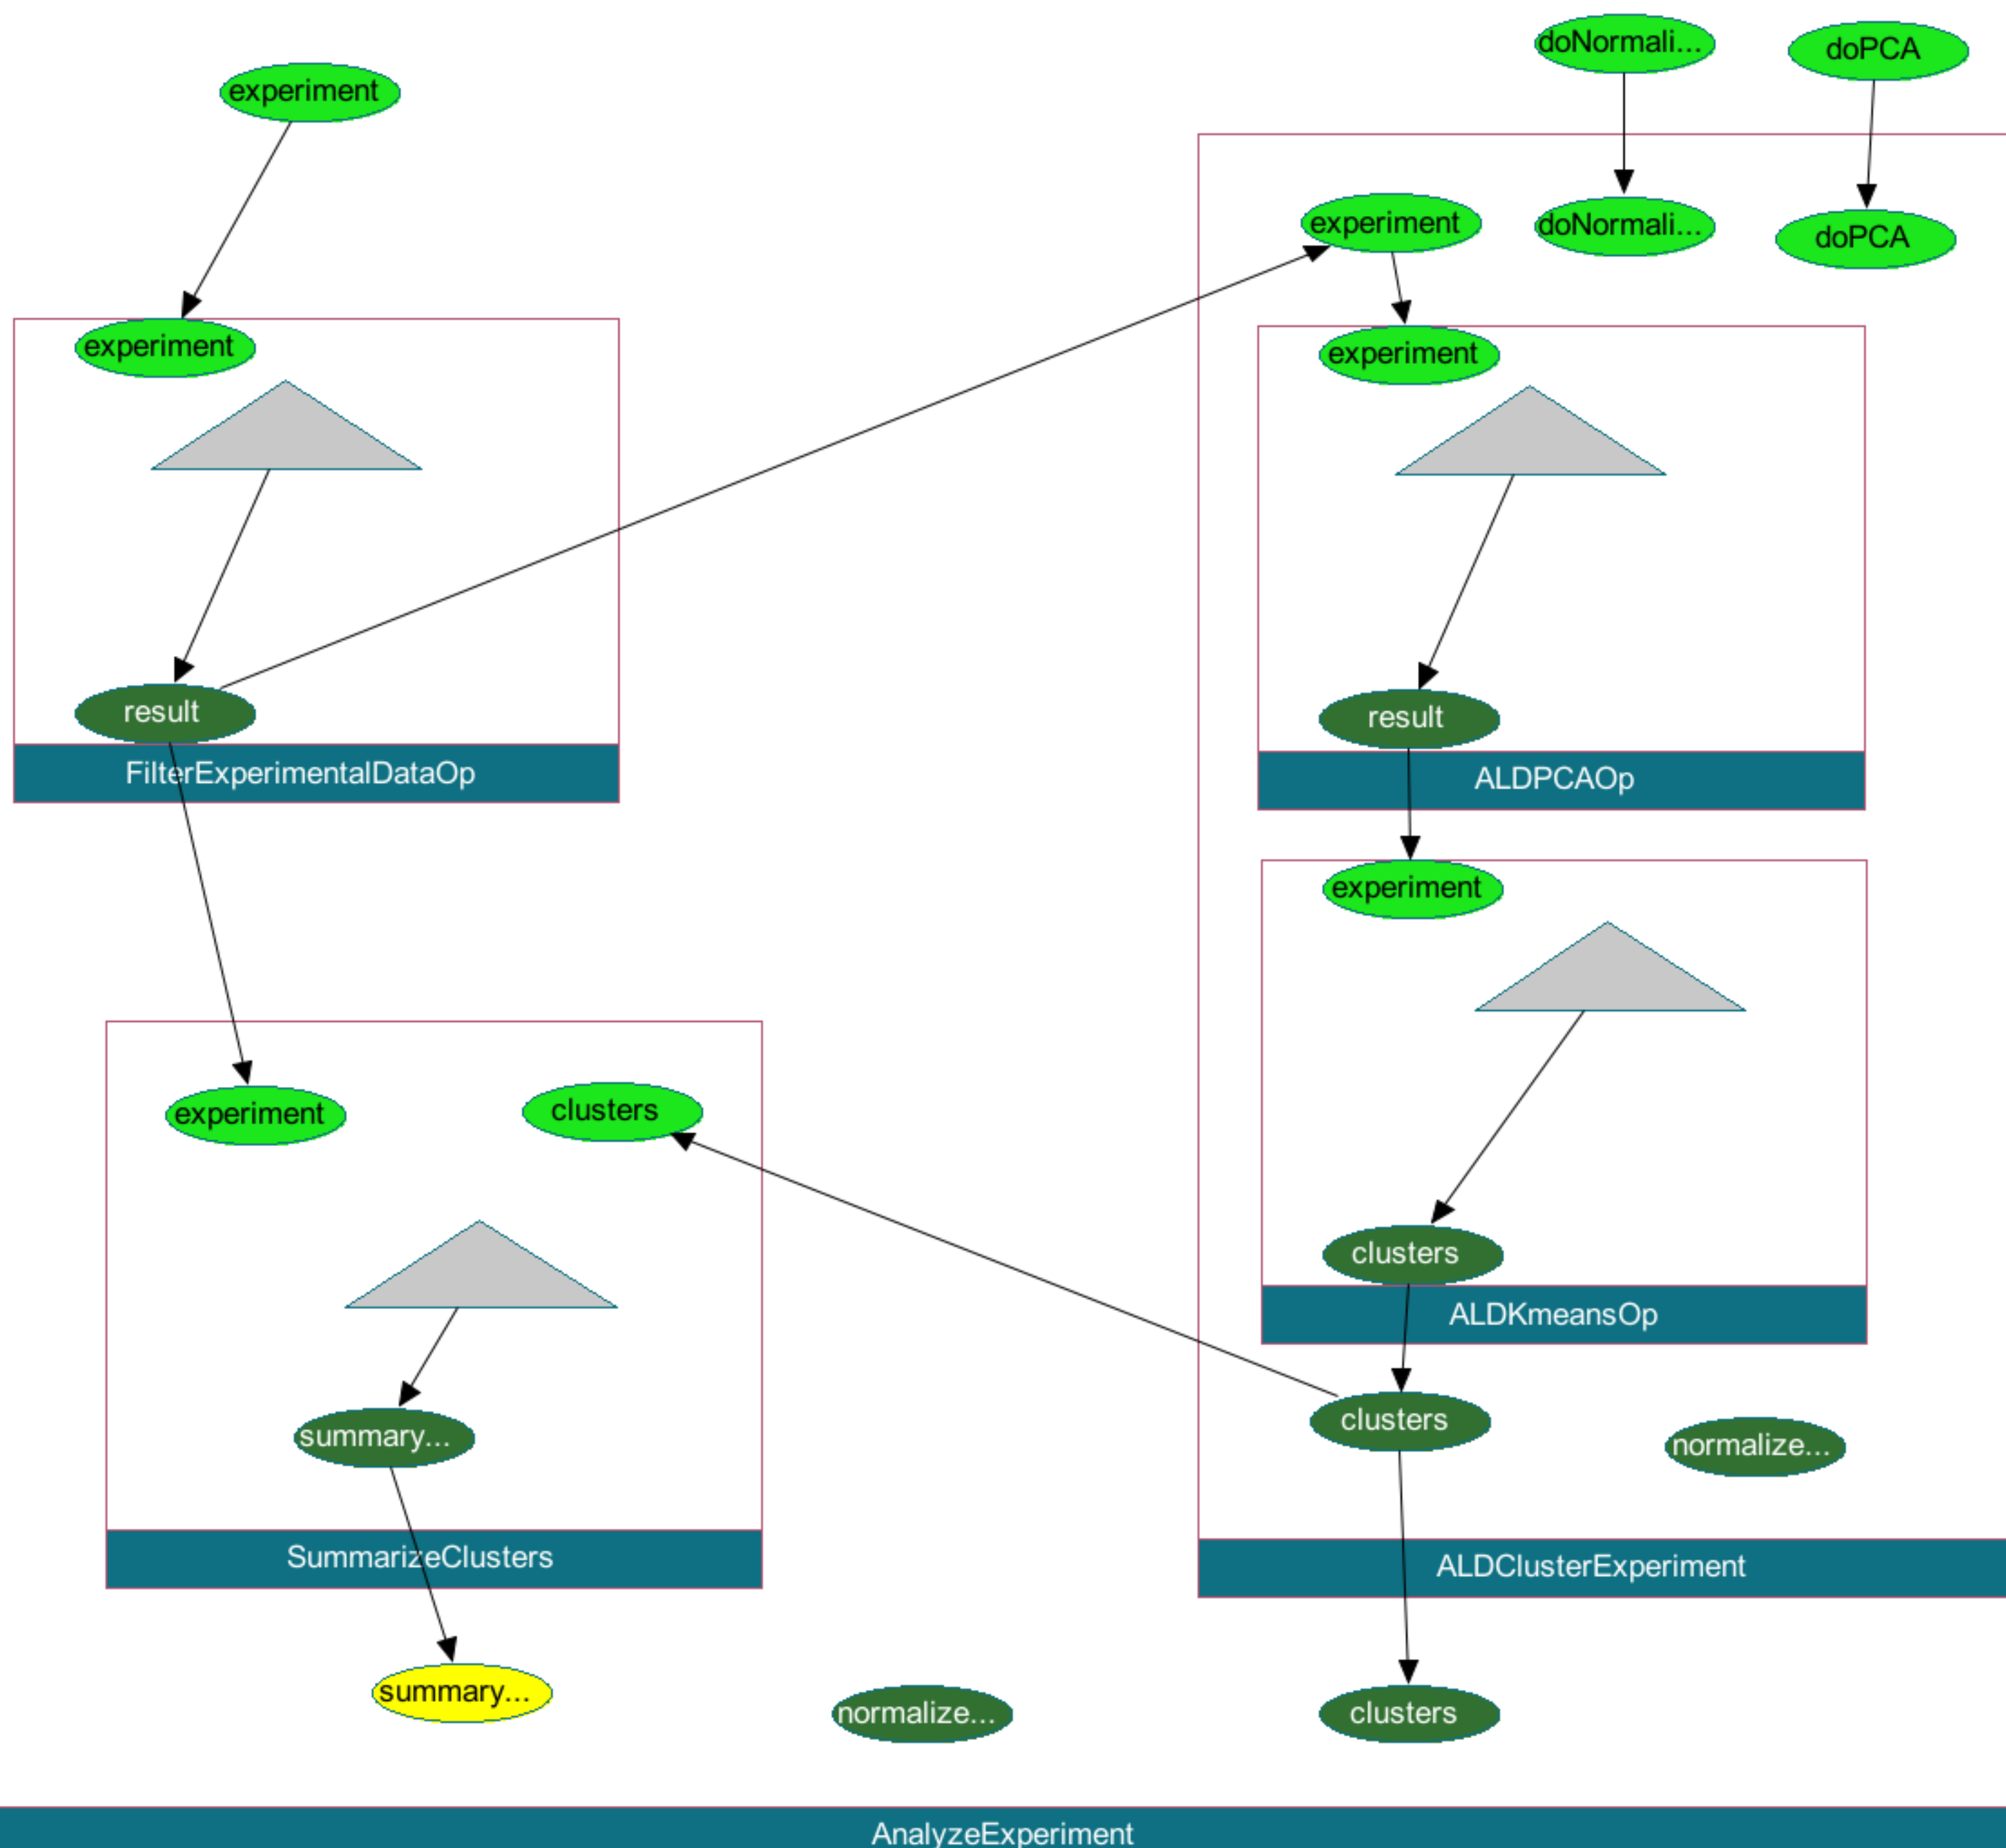 doNormali...
doPCA
experiment
experiment
doNormali...
doPCA
experiment
experiment
result
result
FilterExperimentalDataOp
ALDPCAOp
experiment
experiment
clusters
clusters
ALDKmeansOp
summary...
clusters
normalize...
SummarizeClusters
ALDClusterExperiment
summary...
normalize...
clusters
AnalyzeExperiment